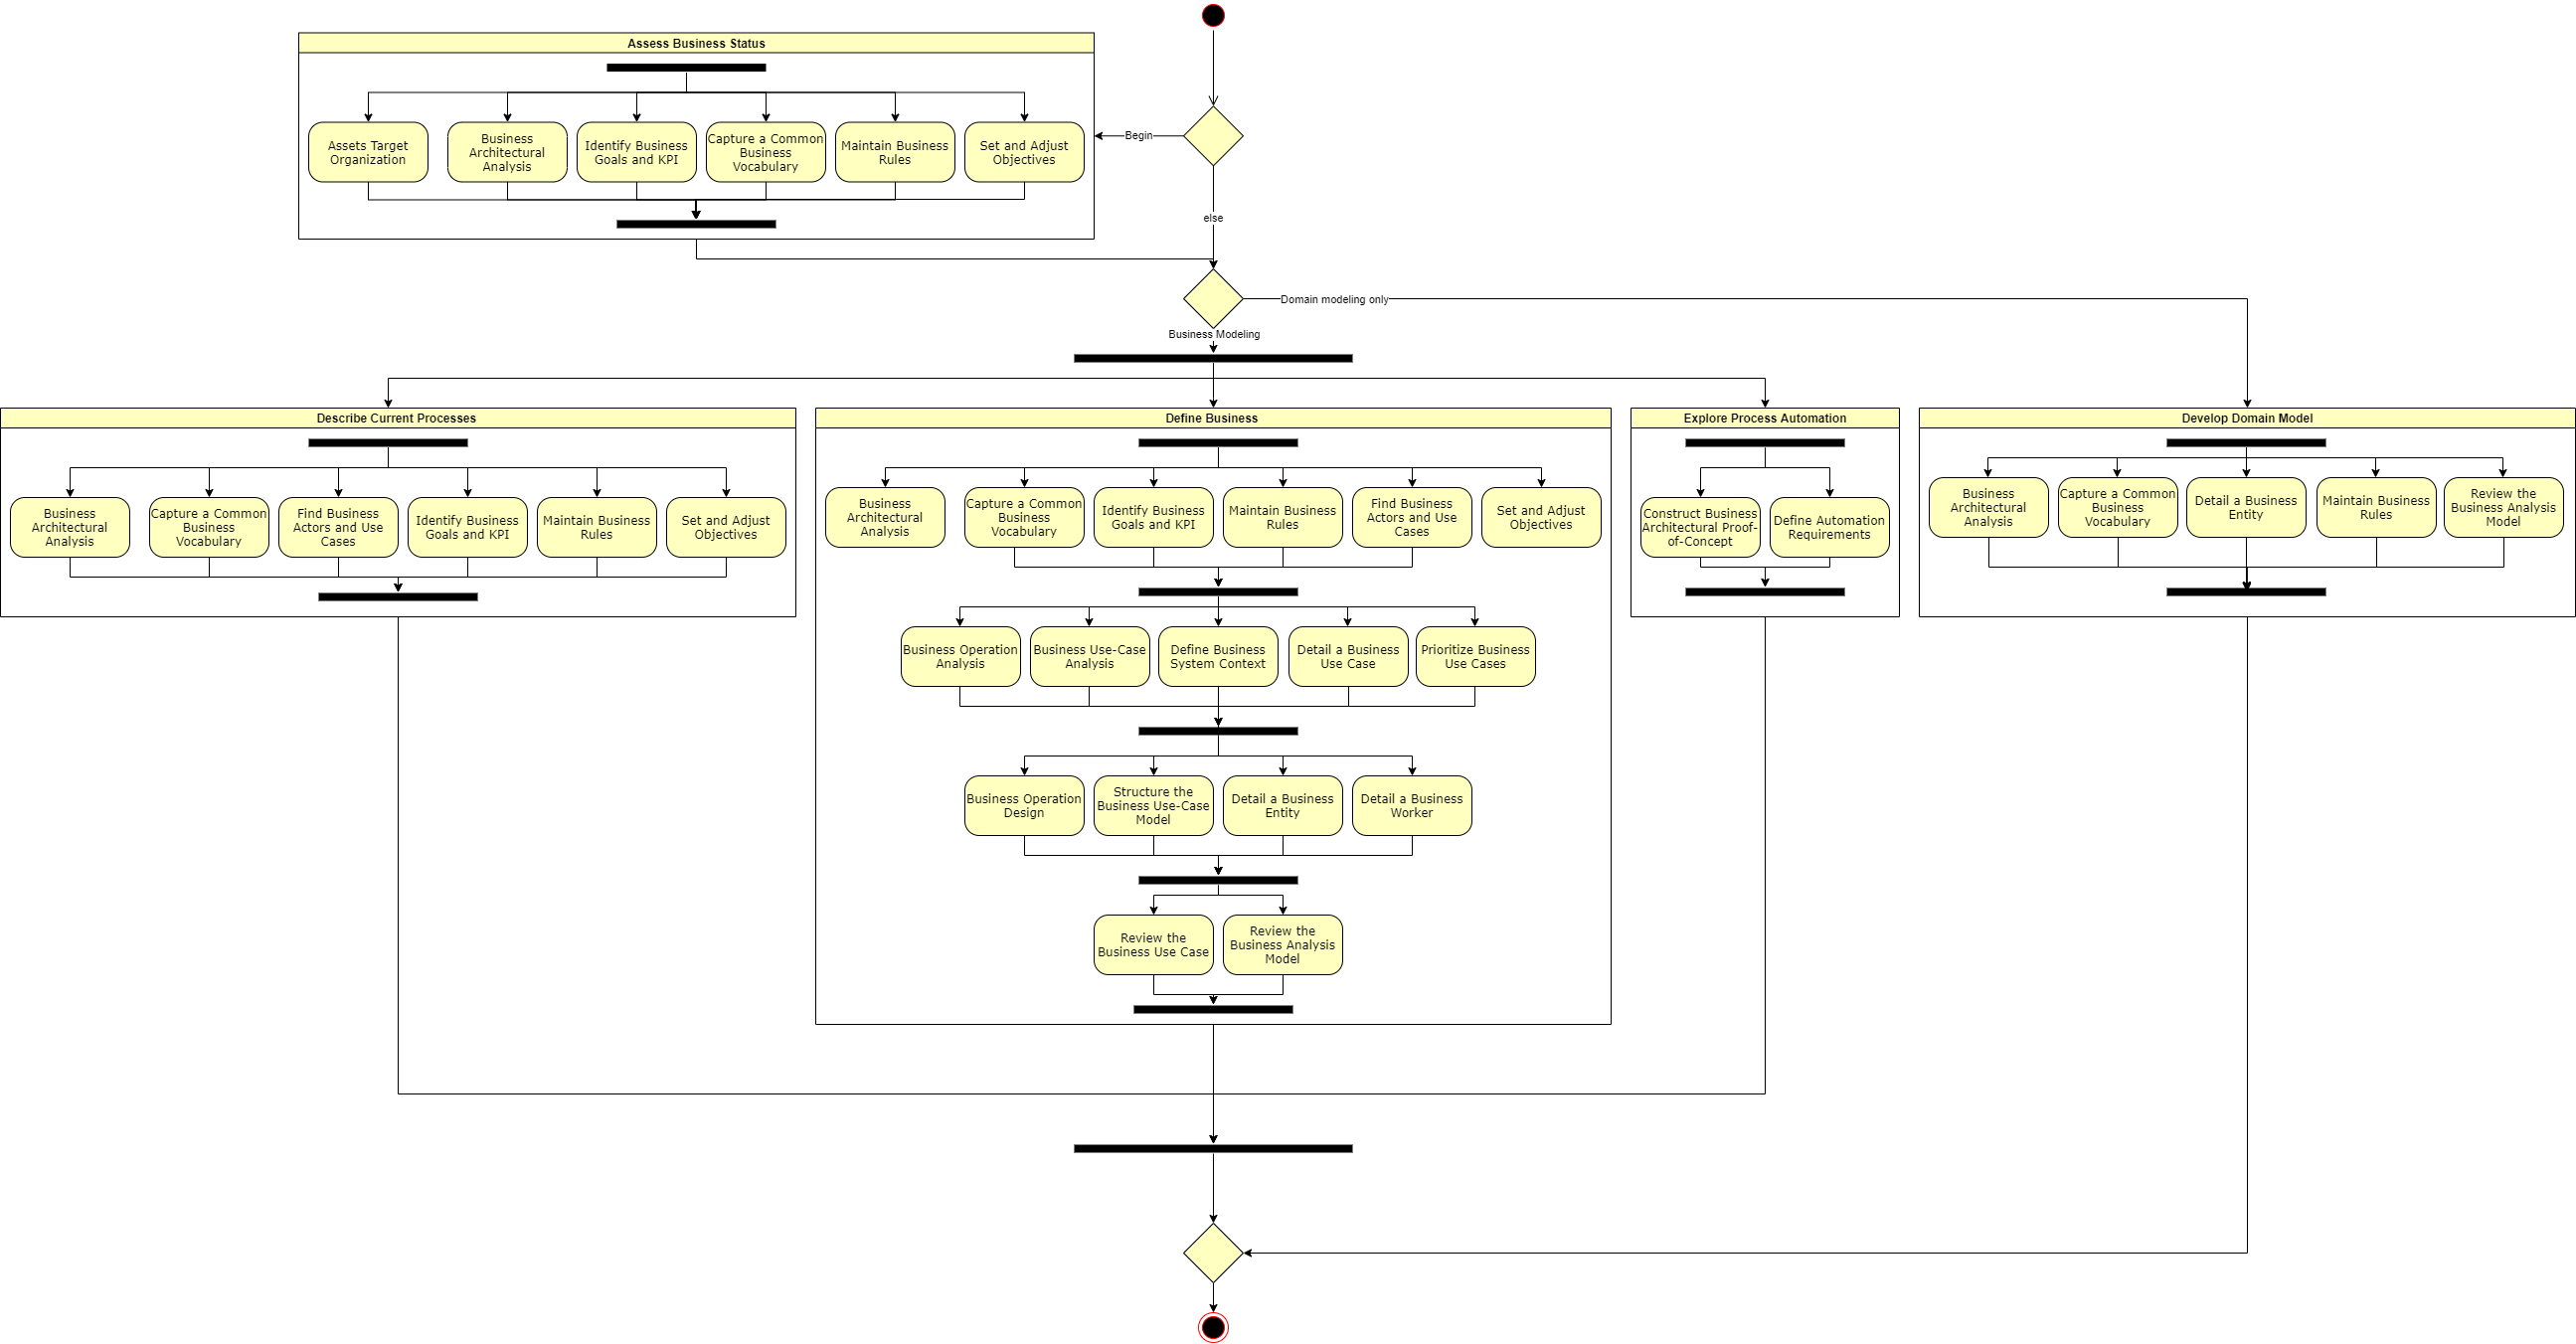 Assess Business Status
Assets Target
Organization
Business
Architectural
Analysis
Identify Business
Goals and KPI
Capture a Common
Business
Vocabulary
Maintain Business
Rules
Set and Adjust
Objectives
Begin
else
Domain modeling only
Business Modeling
Describe Current Processes
Business
Architectural
Analysis
Capture a Common
Business
Vocabulary
Find Business
Actors and Use
Cases
Identify Business
Goals and KPI
Maintain Business
Rules
Set and Adjust
Objectives
Define Business
Business
Architectural
Analysis
Capture a Common
Business
Vocabulary
Identify Business
Goals and KPI
Maintain Business
Rules
Find Business
Actors and Use
Cases
Set and Adjust
Objectives
Business Operation
Analysis
Business Use-Case
Analysis
Define Business
System Context
Detail a Business
Use Case
Prioritize Business
Use Cases
Business Operation
Design
Structure the
Business Use-Case
Model
Detail a Business
Entity
Detail a Business
Worker
Review the
Business Use Case
Review the
Business Analysis
Model
Explore Process Automation
Construct Business
Architectural Proof-
of-Concept
Define Automation
Requirements
Develop Domain Model
Business
Architectural
Analysis
Capture a Common
Business
Vocabulary
Detail a Business
Entity
Maintain Business
Rules
Review the
Business Analysis
Model